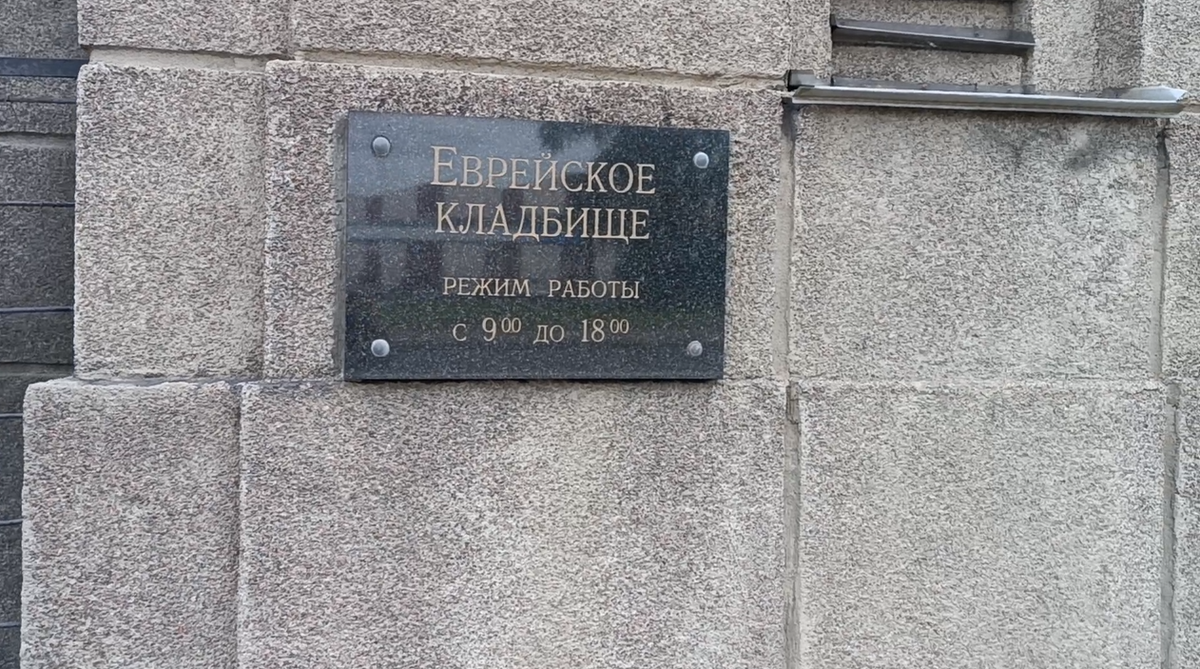 ЕВРЕЙСКОЕ
КЛАДБИЩЕ
РЕЖИМ РАБОТЫ
С 9⁰⁰ ДО 18⁰⁰